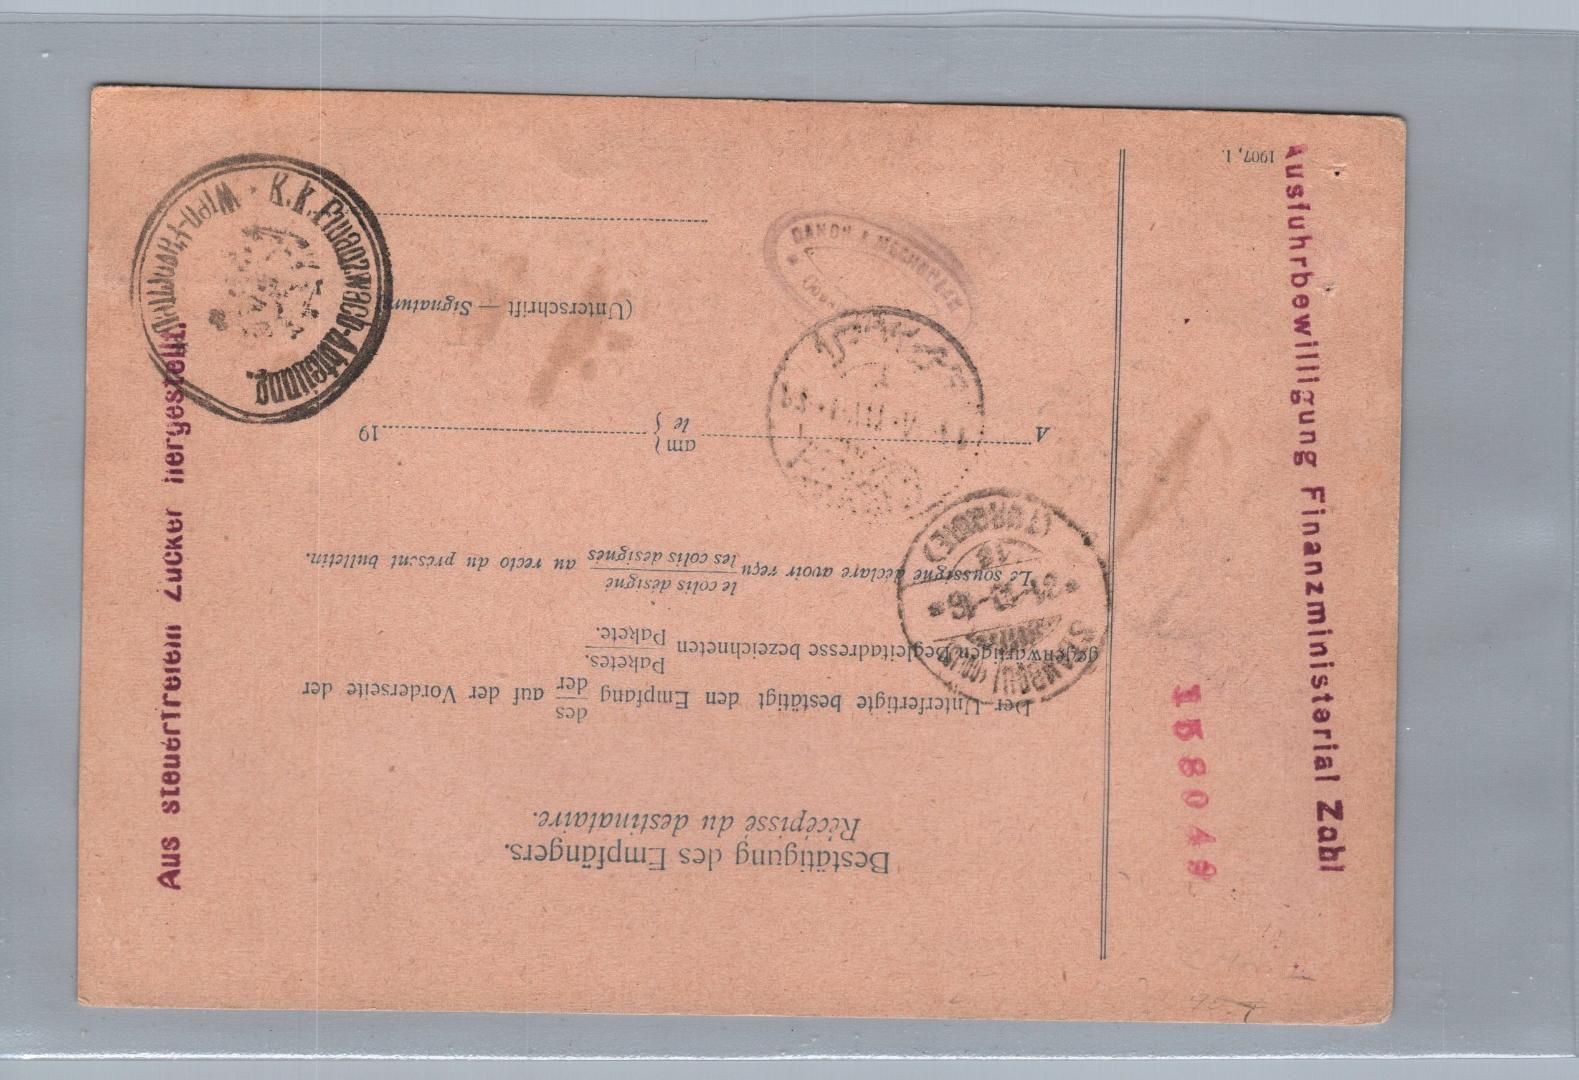 Bestätigung des Empfängers.
Récépissé du destinataire.
Der Unterfertigte bestätigt den Empfang des/der auf der Vorderseite der
gegenwärtigen Begleitadresse bezeichneten Paketes./Pakete.
Le soussigné déclare avoir reçu le colis désigné/les colis désignés au recto du présent bulletin.
A am/le 19
(Unterschrift — Signature)
1907, I.
Ausfuhrbewilligung Finanzministerial Zahl
158049
Aus steuerfreiem Zucker hergestellt.
K.K. Finanzwach-Abteilung
STAMBOUL
(TURQUIE)